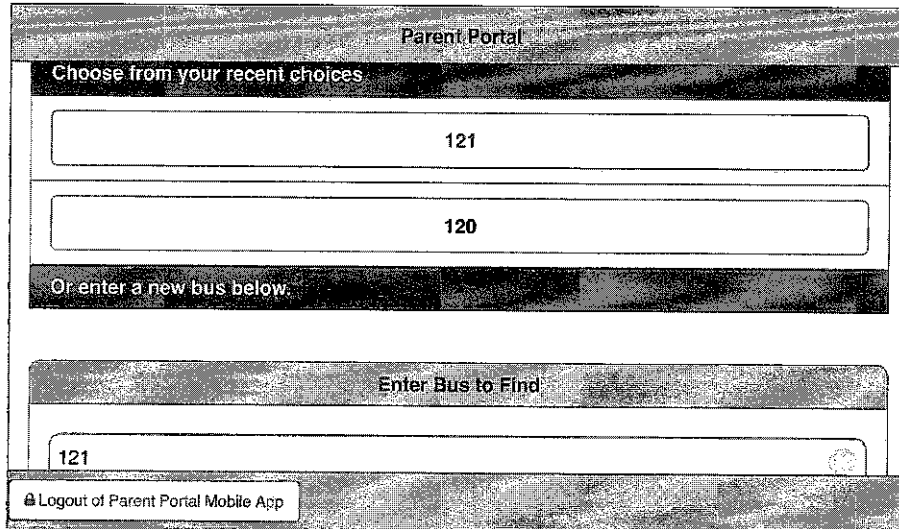 Parent Portal
Choose from your recent choices
121
120
Or enter a new bus below.
Enter Bus to Find
121
Logout of Parent Portal Mobile App